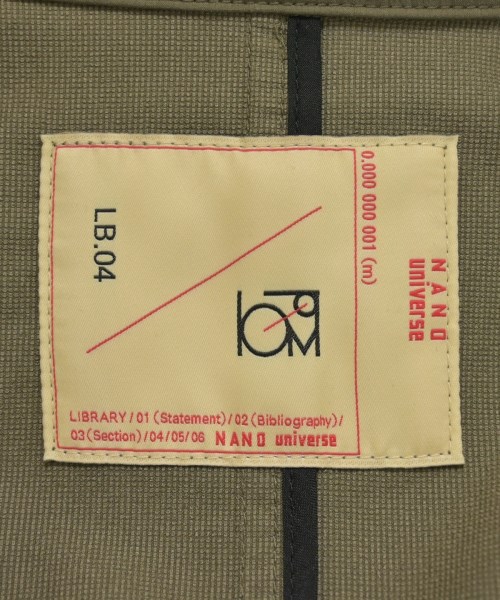 NANO
universe
0.000 000 001 (m)
LB.04
LIBRARY / 01 (Statement) / 02 (Bibliography) /
03 (Section) / 04 / 05 / 06 NANO universe